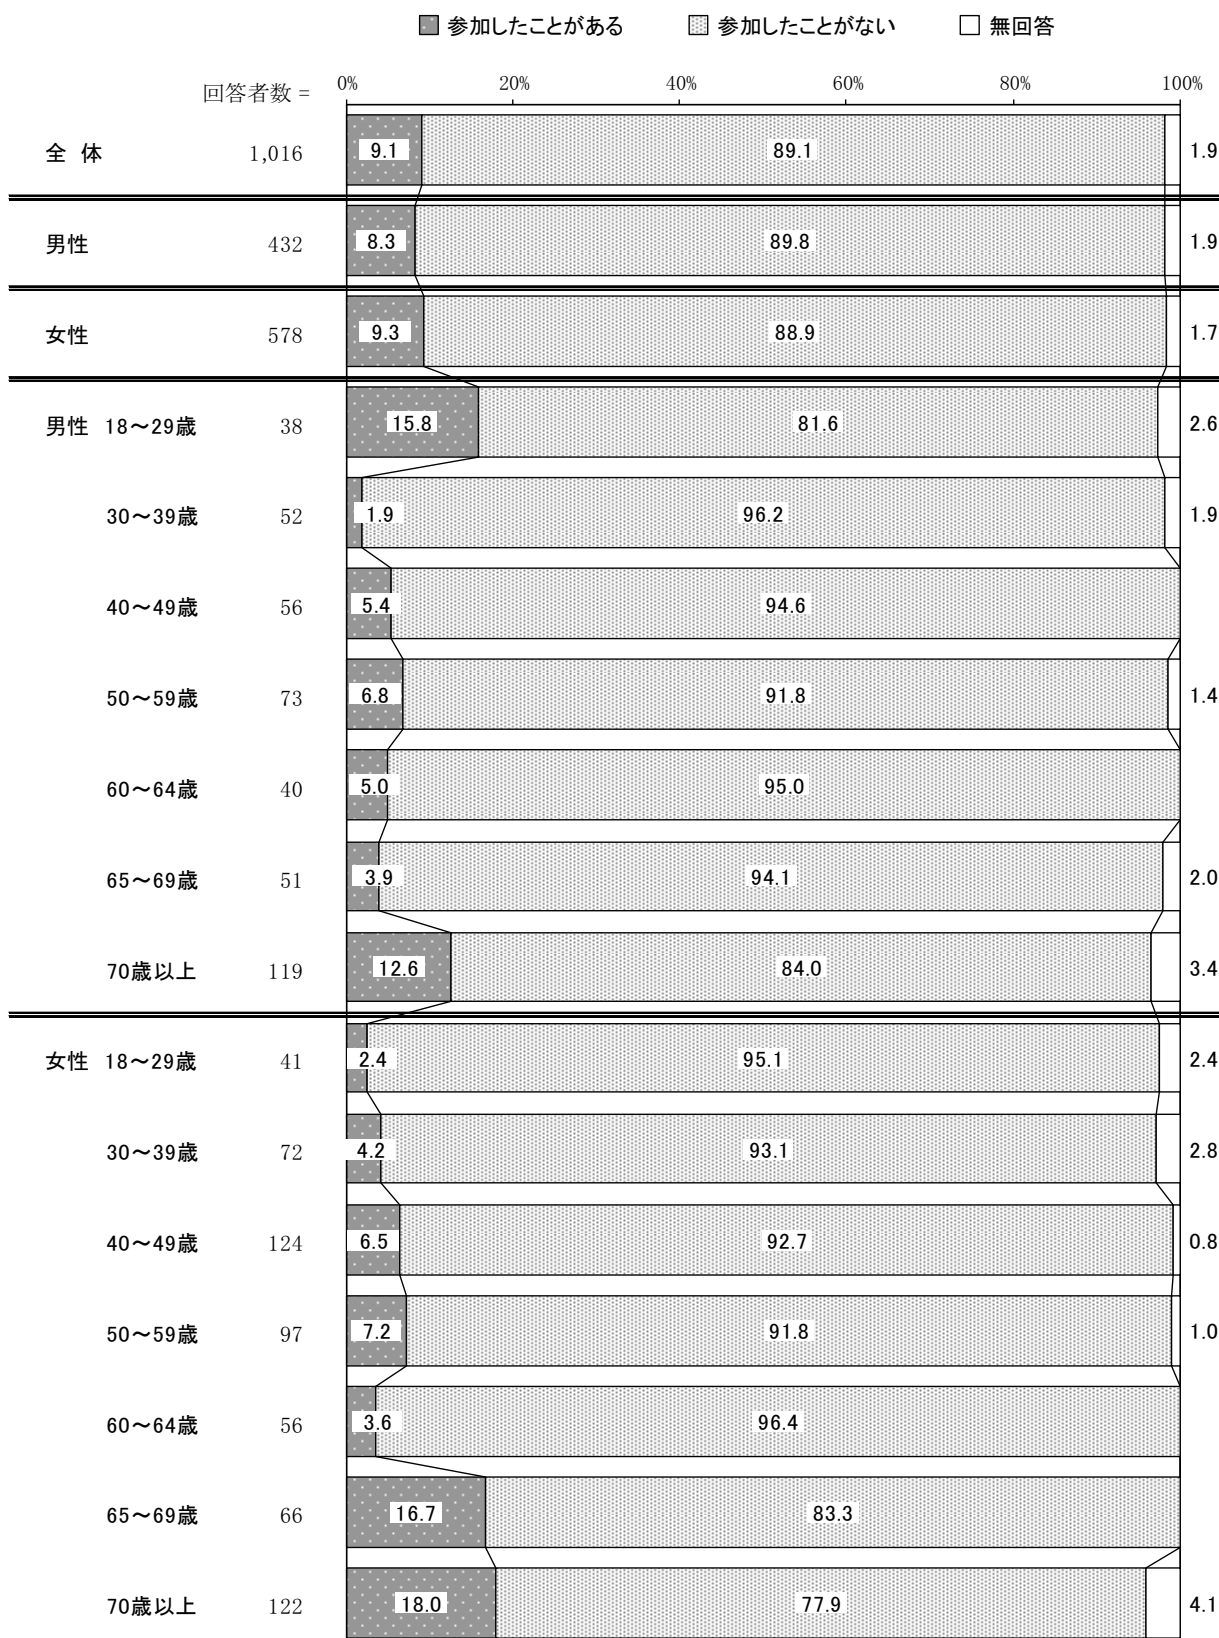 参加したことがある 参加したことがない 無回答
回答者数 = 0% 20% 40% 60% 80% 100%
全 体 1,016 9.1 89.1 1.9
男性 432 8.3 89.8 1.9
女性 578 9.3 88.9 1.7
男性 18～29歳 38 15.8 81.6 2.6
30～39歳 52 1.9 96.2 1.9
40～49歳 56 5.4 94.6
50～59歳 73 6.8 91.8 1.4
60～64歳 40 5.0 95.0
65～69歳 51 3.9 94.1 2.0
70歳以上 119 12.6 84.0 3.4
女性 18～29歳 41 2.4 95.1 2.4
30～39歳 72 4.2 93.1 2.8
40～49歳 124 6.5 92.7 0.8
50～59歳 97 7.2 91.8 1.0
60～64歳 56 3.6 96.4
65～69歳 66 16.7 83.3
70歳以上 122 18.0 77.9 4.1